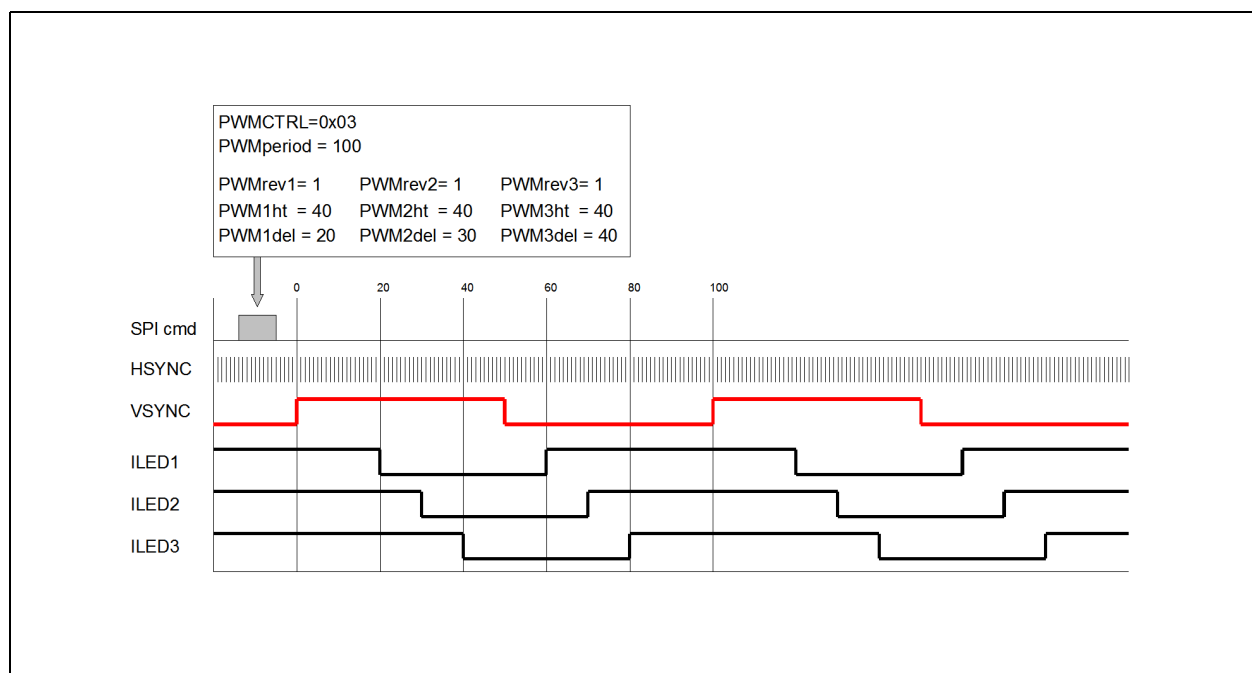 PWMCTRL=0x03
PWMperiod = 100
PWMrev1= 1 PWMrev2= 1 PWMrev3= 1
PWM1ht = 40 PWM2ht = 40 PWM3ht = 40
PWM1del = 20 PWM2del = 30 PWM3del = 40
0 20 40 60 80 100
SPI cmd
HSYNC
VSYNC
ILED1
ILED2
ILED3